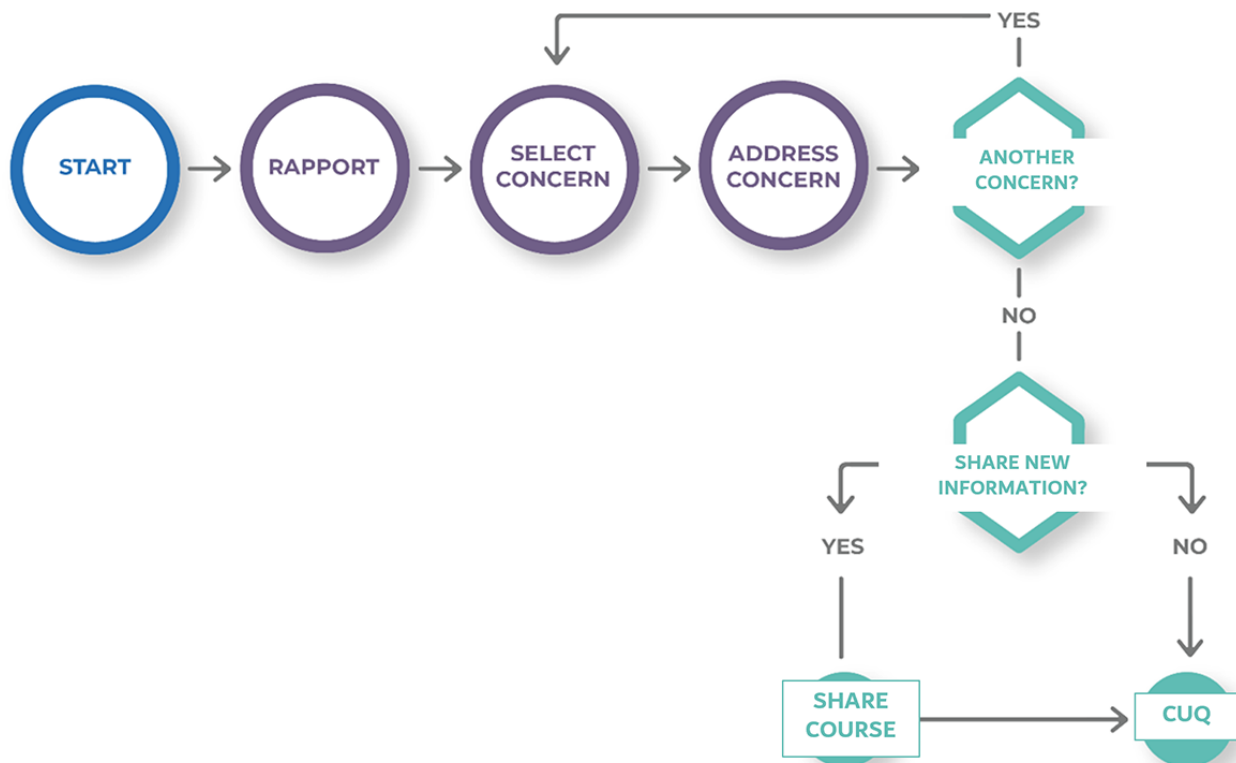 YES
START
RAPPORT
SELECT
CONCERN
ADDRESS
CONCERN
ANOTHER
CONCERN?
NO
SHARE NEW
INFORMATION?
YES
NO
SHARE
COURSE
CUQ